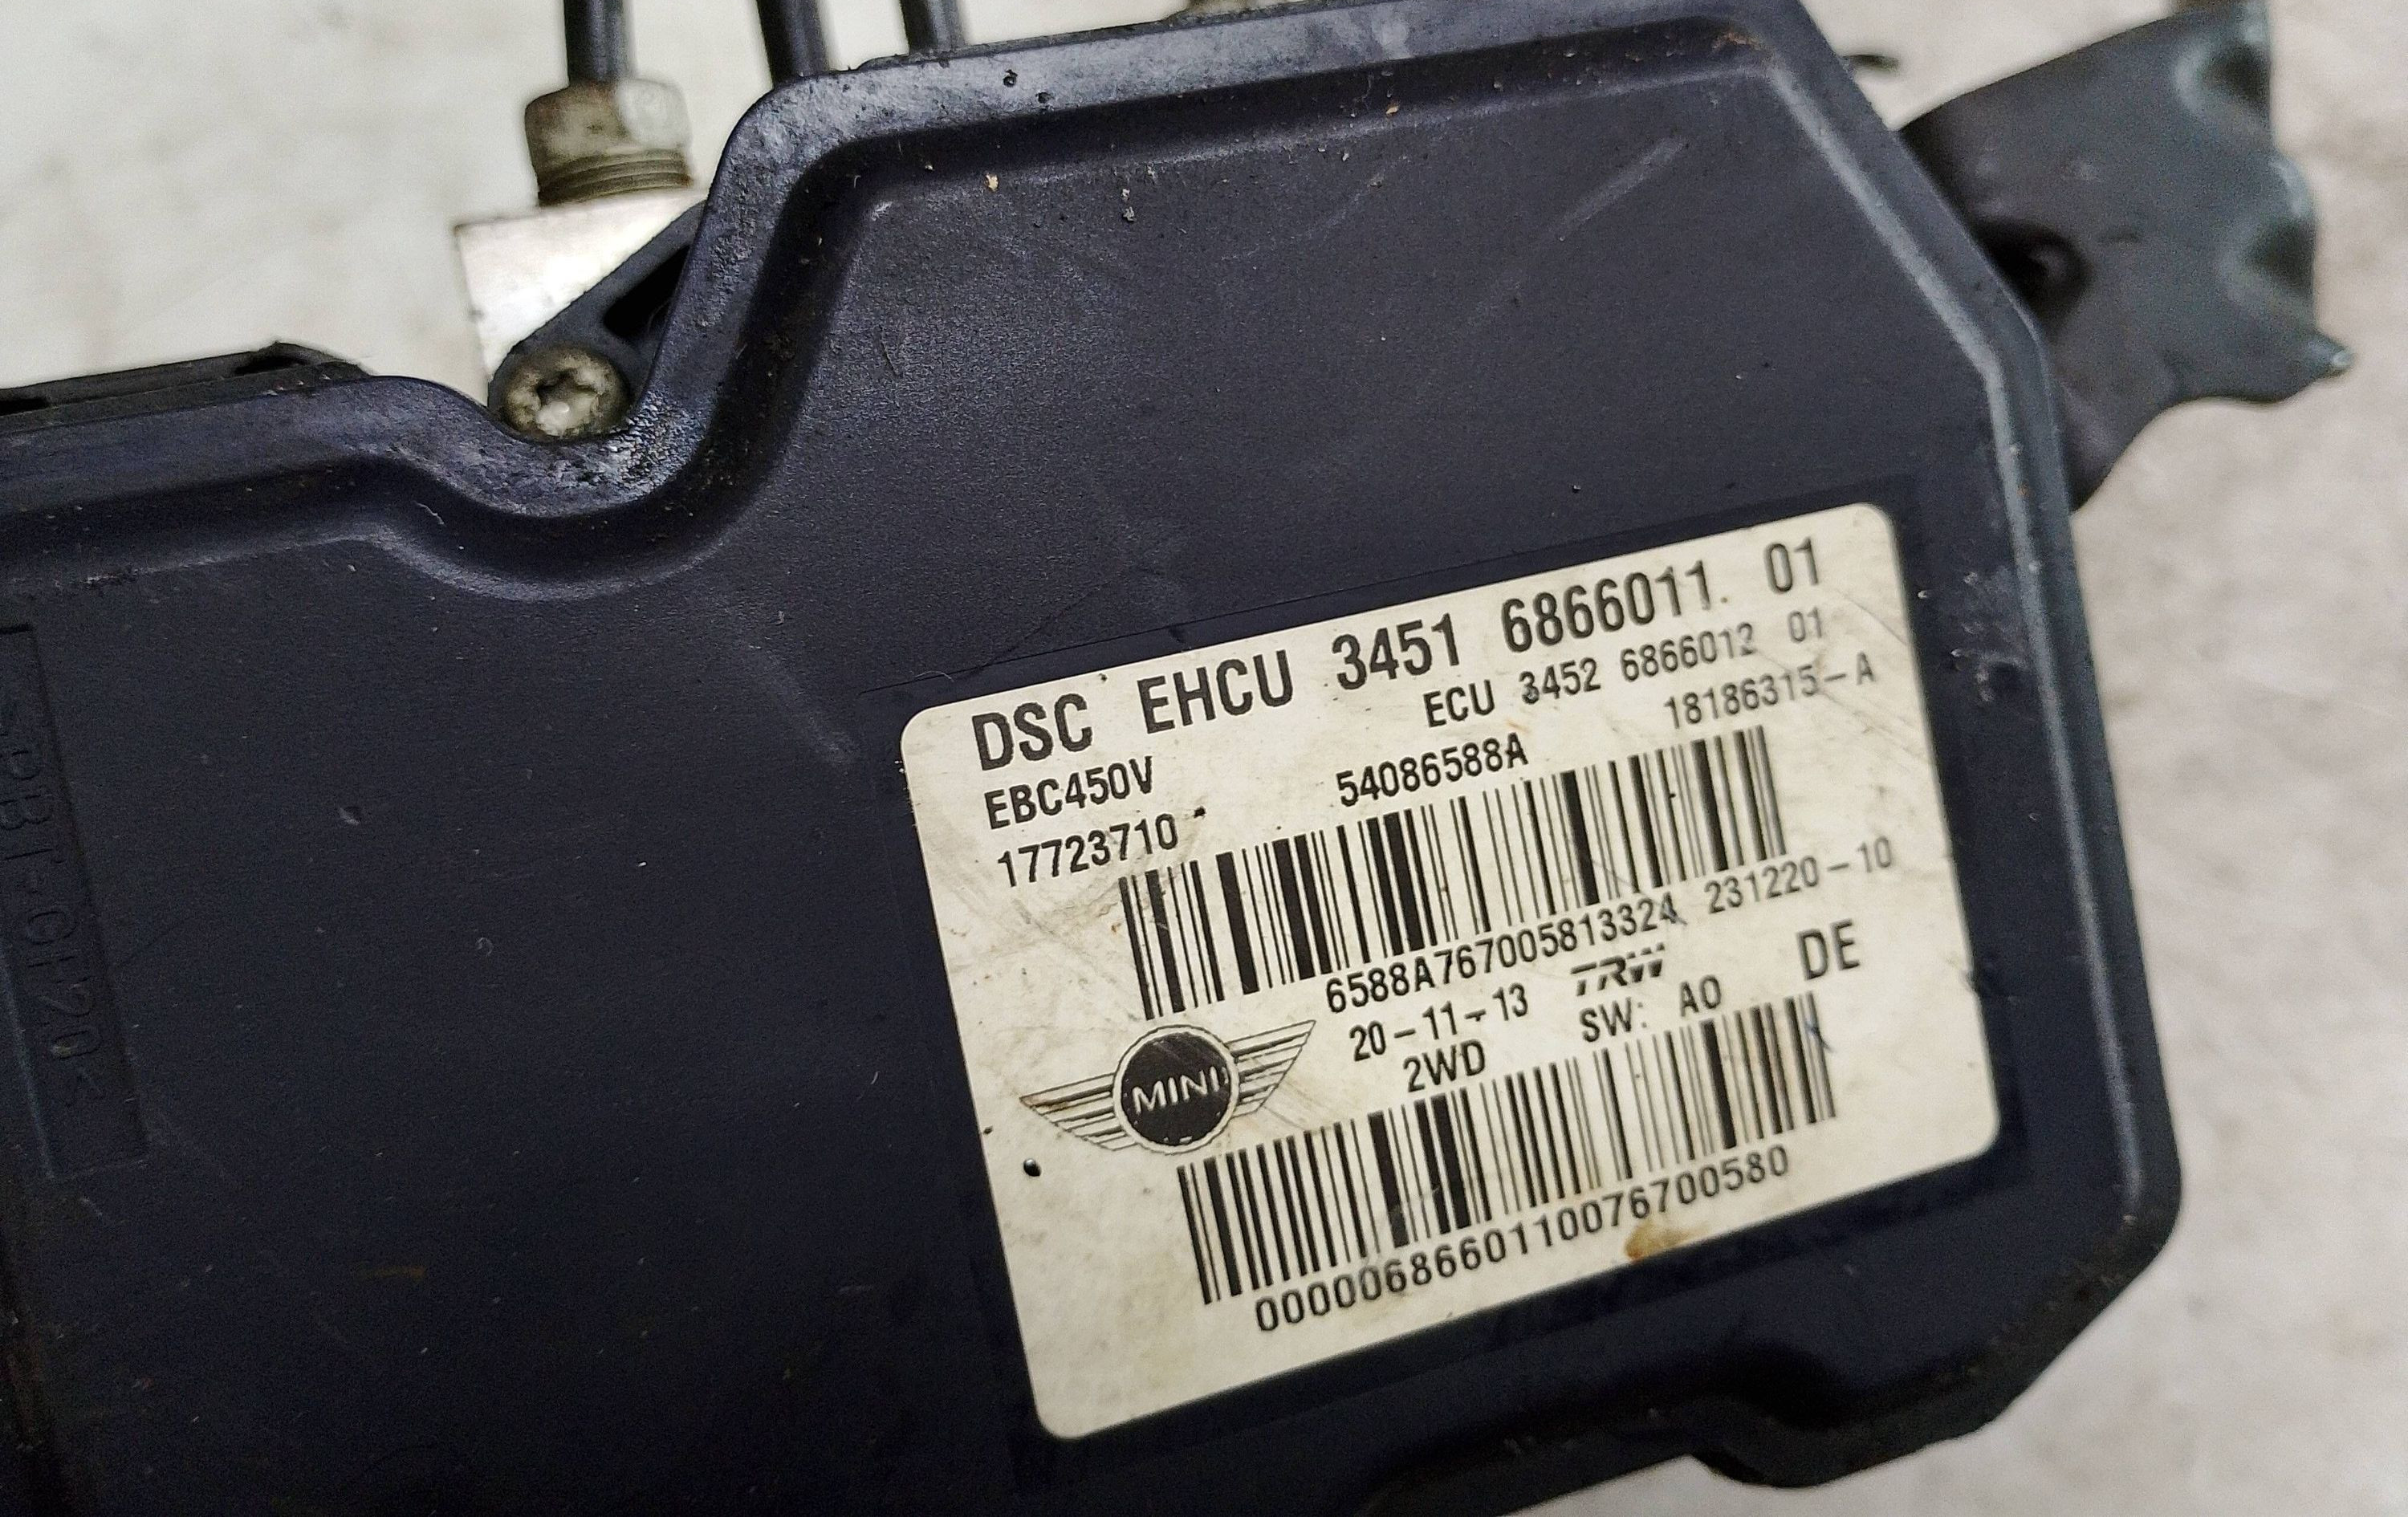 DSC EHCU 3451 6866011 01
ECU 3452 6866012 01
EBC450V 54086588A 18186315-A
17723710
6588A767005813324 231220-10
20-11-13 TRW DE
2WD SW: A0
MINI
0000068660110076700580